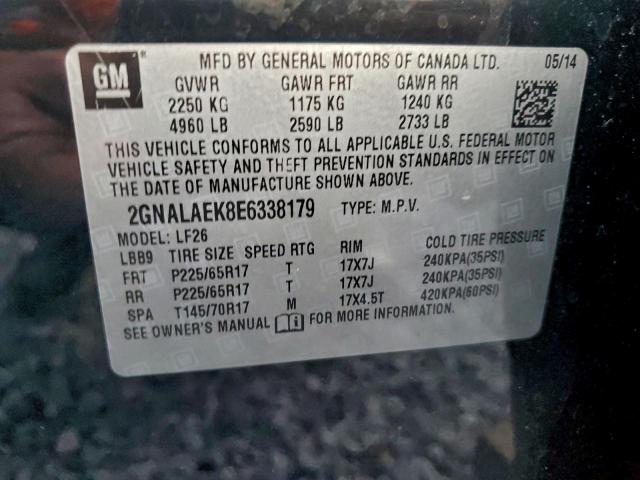 GM ® MFD BY GENERAL MOTORS OF CANADA LTD. 05/14
GVWR GAWR FRT GAWR RR
2250 KG 1175 KG 1240 KG
4960 LB 2590 LB 2733 LB
THIS VEHICLE CONFORMS TO ALL APPLICABLE U.S. FEDERAL MOTOR
VEHICLE SAFETY AND THEFT PREVENTION STANDARDS IN EFFECT ON
THE DATE OF MANUFACTURE SHOWN ABOVE.
2GNALAEK8E6338179 TYPE: M.P.V.
MODEL: LF26
LBB9 TIRE SIZE SPEED RTG RIM COLD TIRE PRESSURE
FRT P225/65R17 T 17X7J 240KPA(35PSI)
RR P225/65R17 T 17X7J 240KPA(35PSI)
SPA T145/70R17 M 17X4.5T 420KPA(60PSI)
SEE OWNER'S MANUAL FOR MORE INFORMATION.